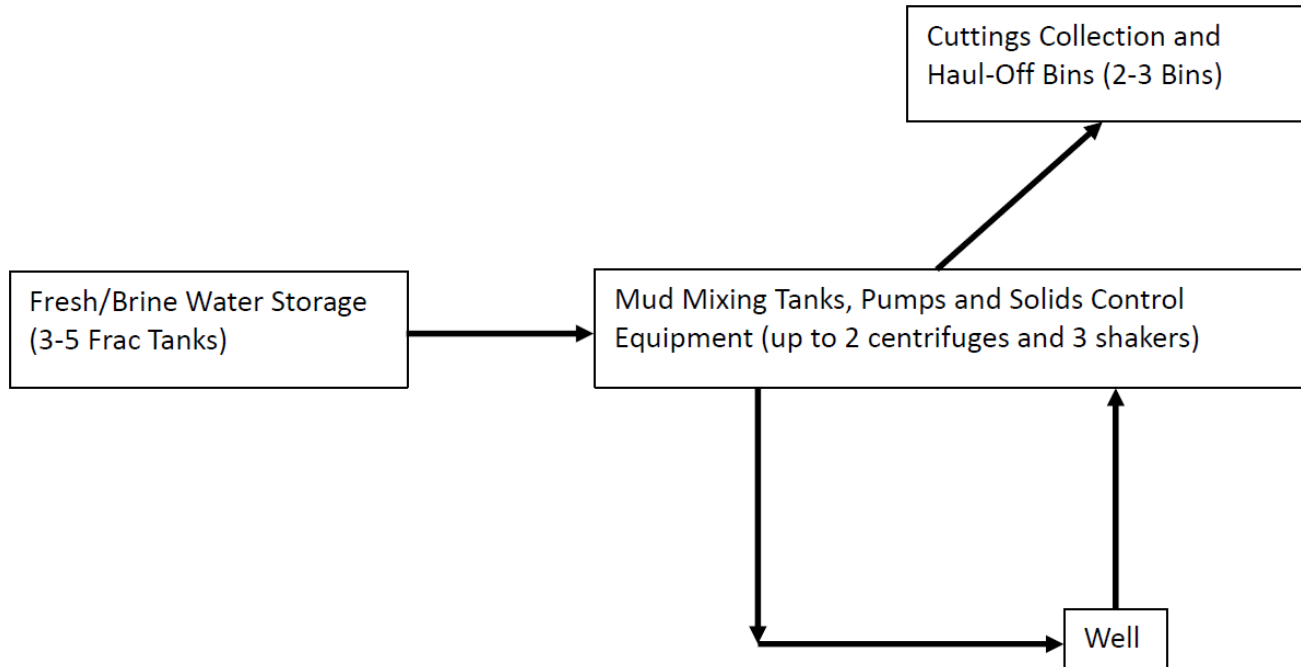 Cuttings Collection and
Haul-Off Bins (2-3 Bins)
Fresh/Brine Water Storage
(3-5 Frac Tanks)
Mud Mixing Tanks, Pumps and Solids Control
Equipment (up to 2 centrifuges and 3 shakers)
Well